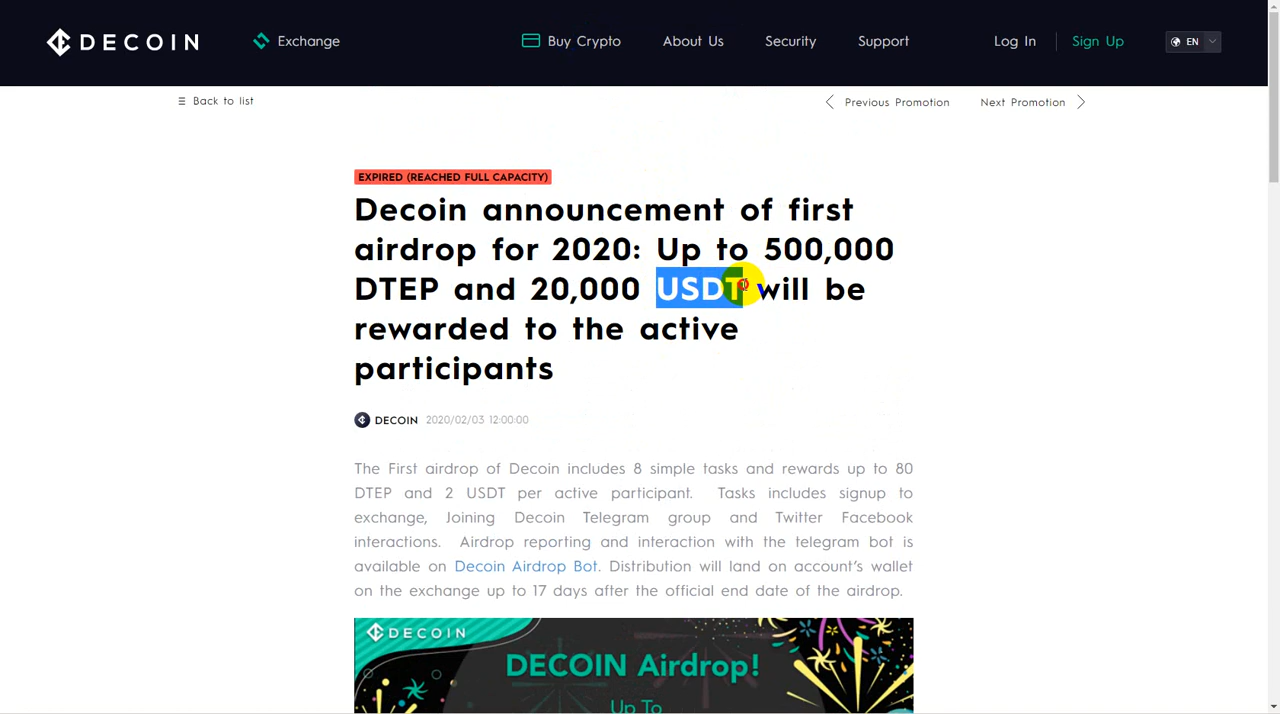 DECOIN
Exchange
Buy Crypto
About Us
Security
Support
Log In
Sign Up
EN
Back to list
Previous Promotion
Next Promotion
EXPIRED (REACHED FULL CAPACITY)
Decoin announcement of first
airdrop for 2020: Up to 500,000
DTEP and 20,000 USDT will be
rewarded to the active
participants
DECOIN 2020/02/03 12:00:00
The First airdrop of Decoin includes 8 simple tasks and rewards up to 80
DTEP and 2 USDT per active participant. Tasks includes signup to
exchange, Joining Decoin Telegram group and Twitter Facebook
interactions. Airdrop reporting and interaction with the telegram bot is
available on Decoin Airdrop Bot. Distribution will land on account's wallet
on the exchange up to 17 days after the official end date of the airdrop.
DECOIN
DECOIN Airdrop!
Up To